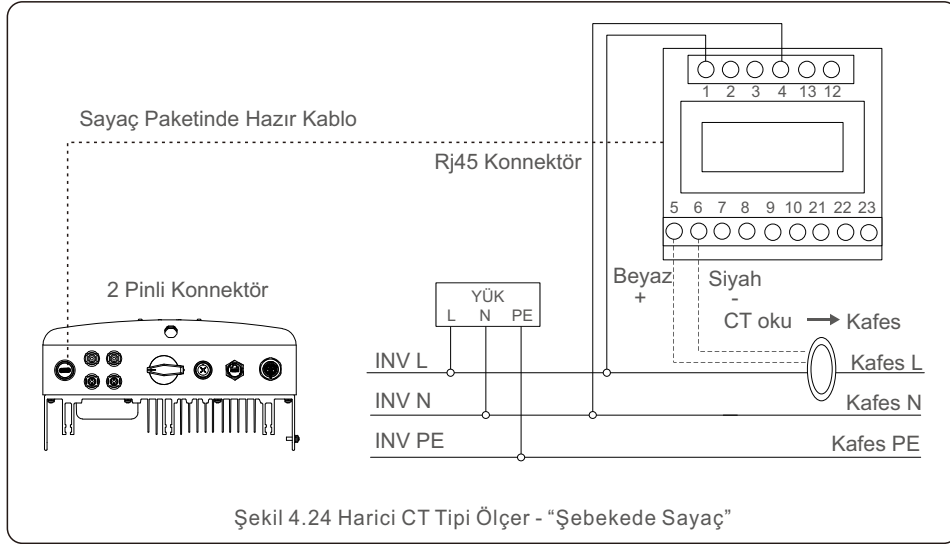 1 2 3 4 13 12
Sayaç Paketinde Hazır Kablo
Rj45 Konnektör
5 6 7 8 9 10 21 22 23
Beyaz
+
Siyah
-
2 Pinli Konnektör
YÜK
L N PE
CT oku
Kafes
INV L
Kafes L
INV N
Kafes N
INV PE
Kafes PE
Şekil 4.24 Harici CT Tipi Ölçer - “Şebekede Sayaç”